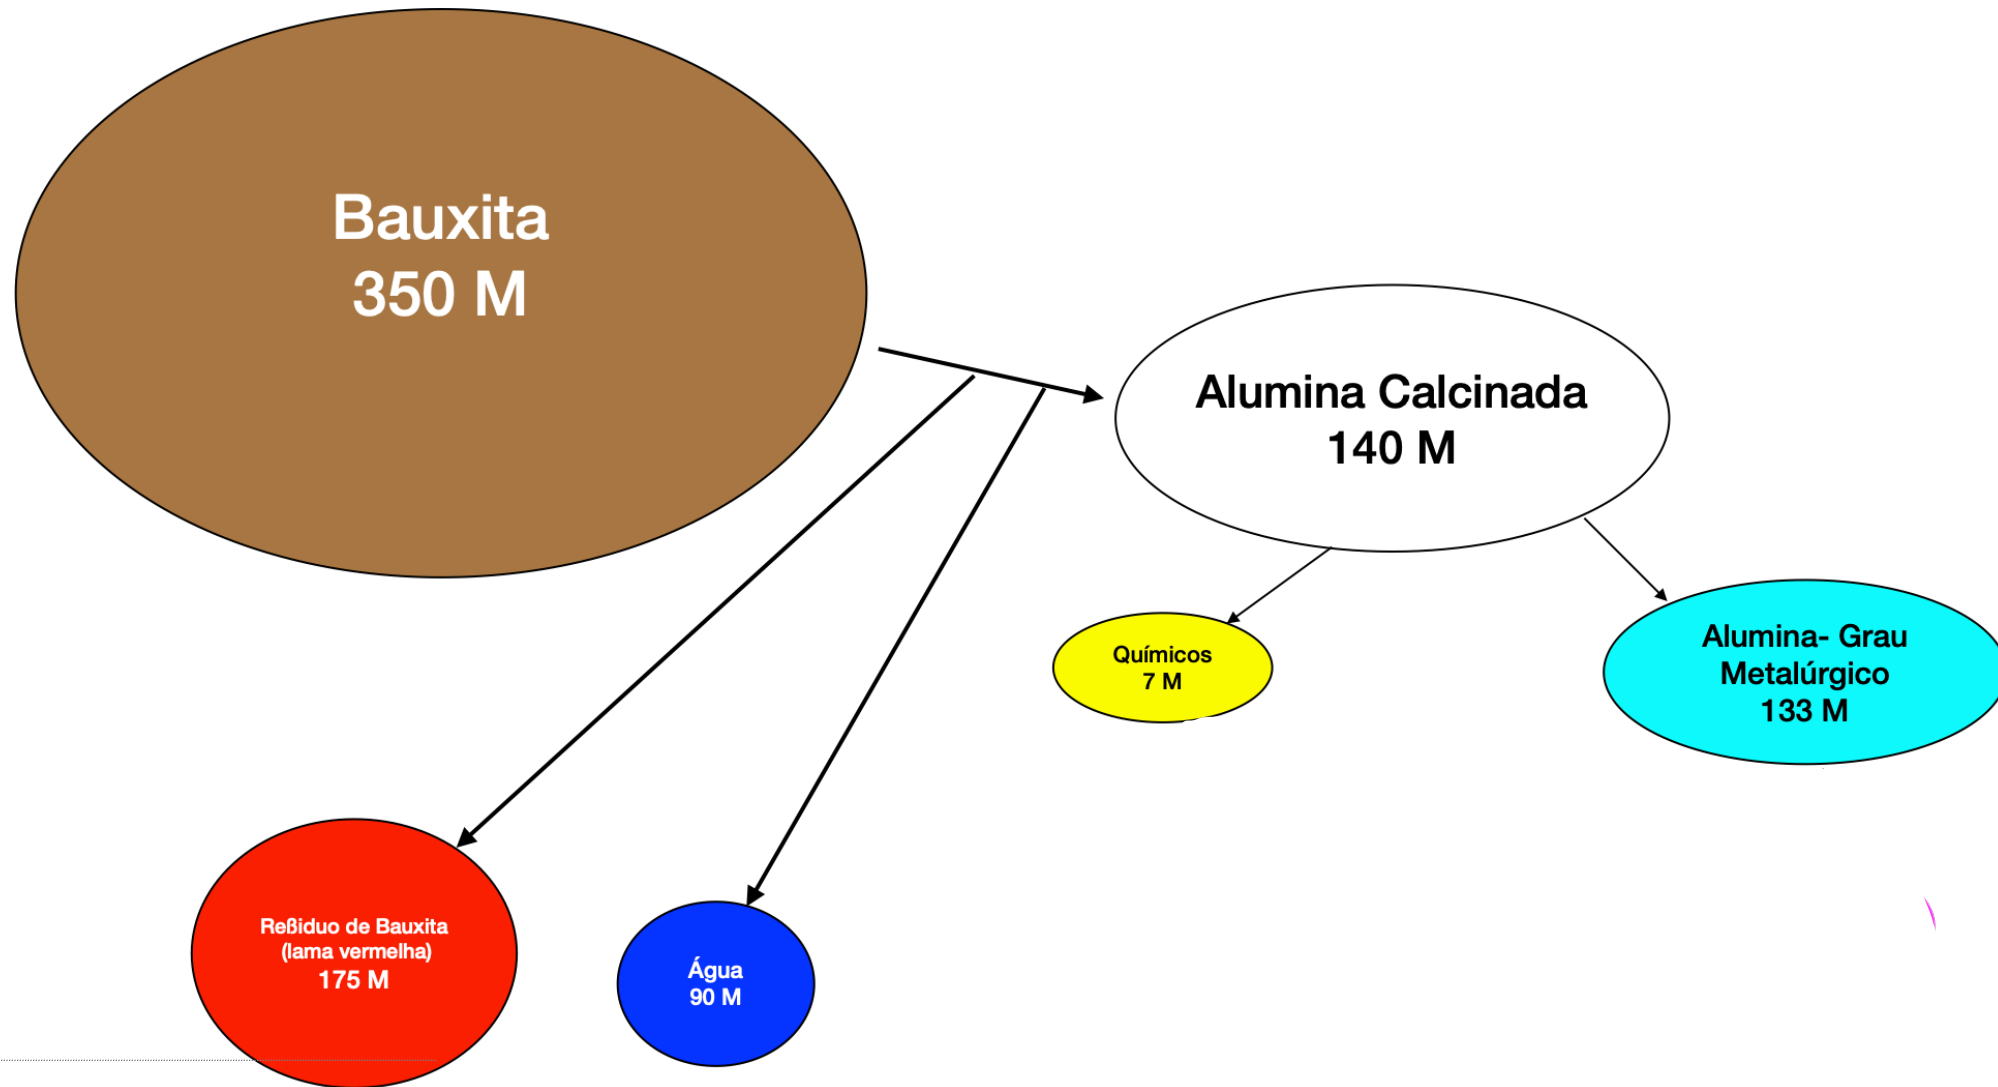 Bauxita
350 M
Alumina Calcinada
140 M
Químicos
7 M
Alumina- Grau
Metalúrgico
133 M
Reßiduo de Bauxita
(lama vermelha)
175 M
Água
90 M